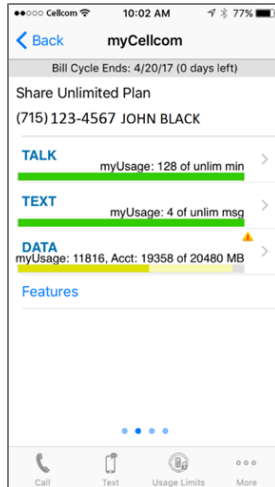 Cellcom 10:02 AM 77%
Back myCellcom
Bill Cycle Ends: 4/20/17 (0 days left)
Share Unlimited Plan
(715) 123-4567 JOHN BLACK
TALK
myUsage: 128 of unlim min
TEXT
myUsage: 4 of unlim msg
DATA
myUsage: 11816, Acct: 19358 of 20480 MB
Features
Call Text Usage Limits More